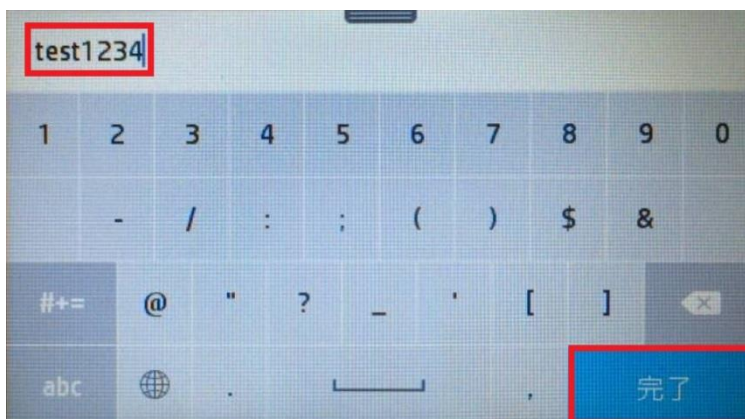 test1234
1 2 3 4 5 6 7 8 9 0
- / : ; ( ) $ &
#+= @ " ? _ ' [ ]
abc . , 完了